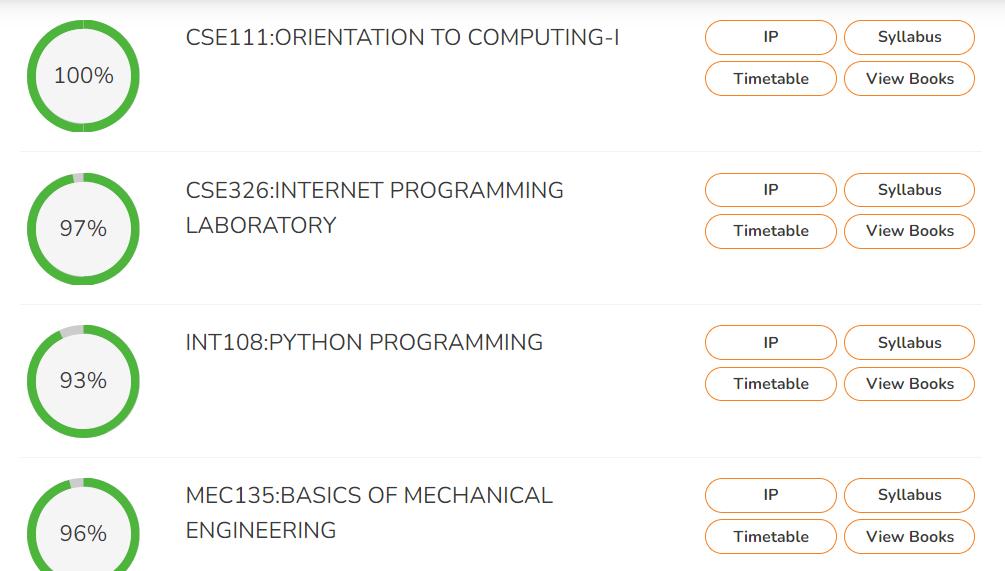 100%
CSE111:ORIENTATION TO COMPUTING-I
IP
Syllabus
Timetable
View Books
97%
CSE326:INTERNET PROGRAMMING
LABORATORY
IP
Syllabus
Timetable
View Books
93%
INT108:PYTHON PROGRAMMING
IP
Syllabus
Timetable
View Books
96%
MEC135:BASICS OF MECHANICAL
ENGINEERING
IP
Syllabus
Timetable
View Books